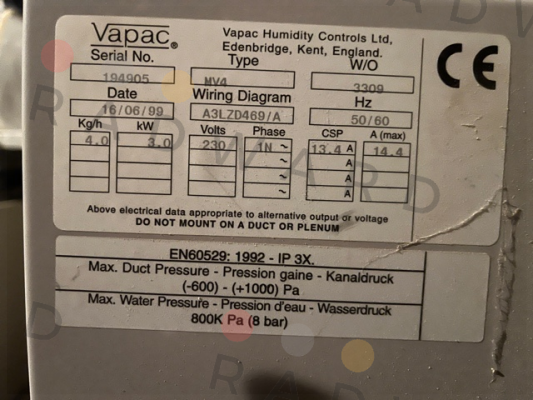 Vapac®
Vapac Humidity Controls Ltd,
Edenbridge, Kent, England.
CE
Serial No. Type W/O
194905 MV4 3309
Date Wiring Diagram Hz
16/06/99 A3LZD469/A 50/60
Kg/h kW Volts Phase CSP A (max)
4.0 3.0 230 1N ~ 13.4 A 14.4
~ A
~ A
~ A
Above electrical data appropriate to alternative output or voltage
DO NOT MOUNT ON A DUCT OR PLENUM
EN60529: 1992 - IP 3X.
Max. Duct Pressure - Pression gaine - Kanaldruck
(-600) - (+1000) Pa
Max. Water Pressure - Pression d'eau - Wasserdruck
800K Pa (8 bar)
RADWARD